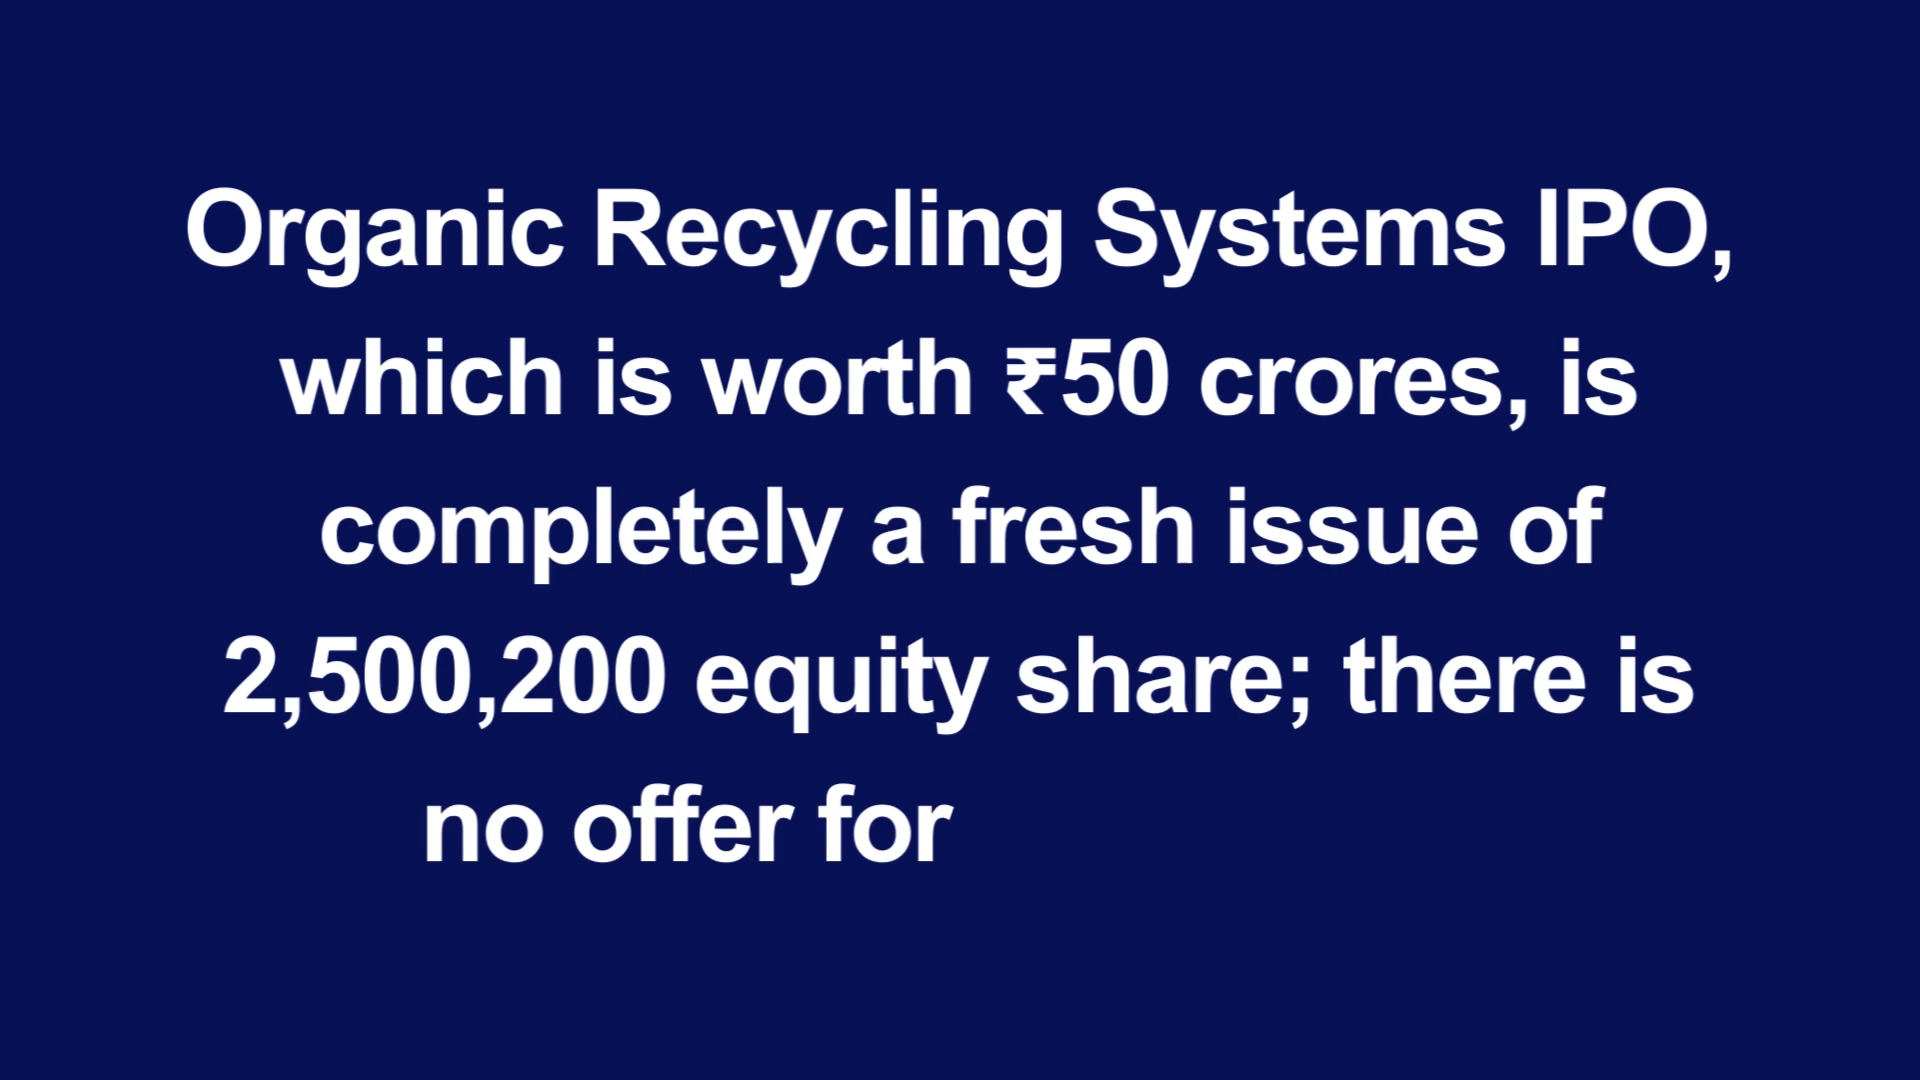 Organic Recycling Systems IPO,
which is worth ₹50 crores, is
completely a fresh issue of
2,500,200 equity share; there is
no offer for